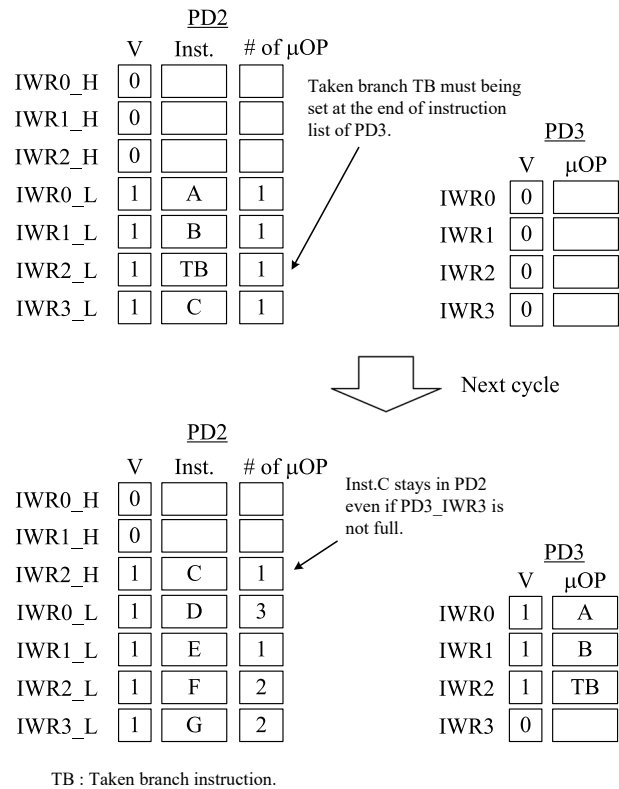 PD2
V Inst. # of μOP
IWR0_H 0
IWR1_H 0
IWR2_H 0
IWR0_L 1 A 1
IWR1_L 1 B 1
IWR2_L 1 TB 1
IWR3_L 1 C 1
Taken branch TB must being
set at the end of instruction
list of PD3.
PD3
V μOP
IWR0 0
IWR1 0
IWR2 0
IWR3 0
Next cycle
PD2
V Inst. # of μOP
IWR0_H 0
IWR1_H 0
IWR2_H 1 C 1
IWR0_L 1 D 3
IWR1_L 1 E 1
IWR2_L 1 F 2
IWR3_L 1 G 2
Inst.C stays in PD2
even if PD3_IWR3 is
not full.
PD3
V μOP
IWR0 1 A
IWR1 1 B
IWR2 1 TB
IWR3 0
TB : Taken branch instruction.